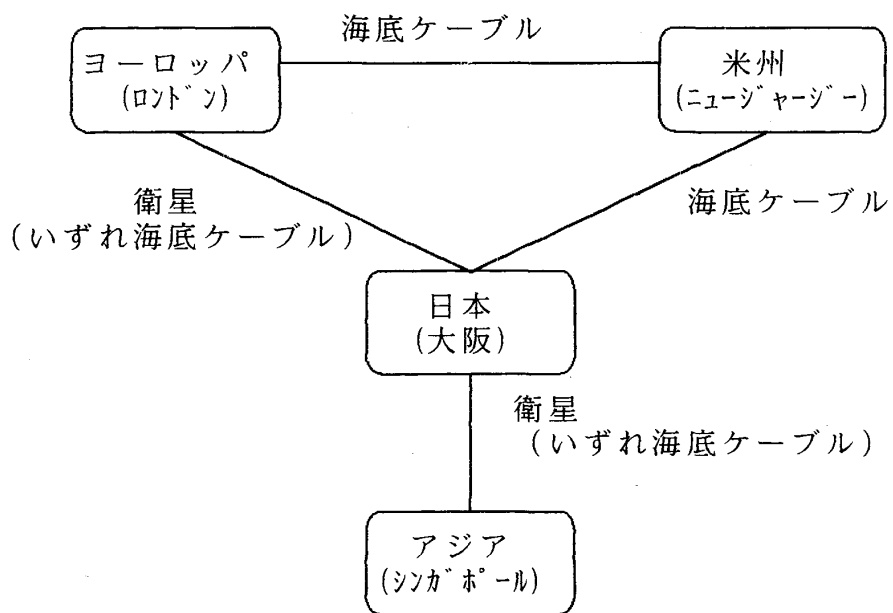 海底ケーブル
ヨーロッパ
(ロンドン)
米州
(ニュージャージー)
衛星
(いずれ海底ケーブル)
海底ケーブル
日本
(大阪)
衛星
(いずれ海底ケーブル)
アジア
(シンガポール)